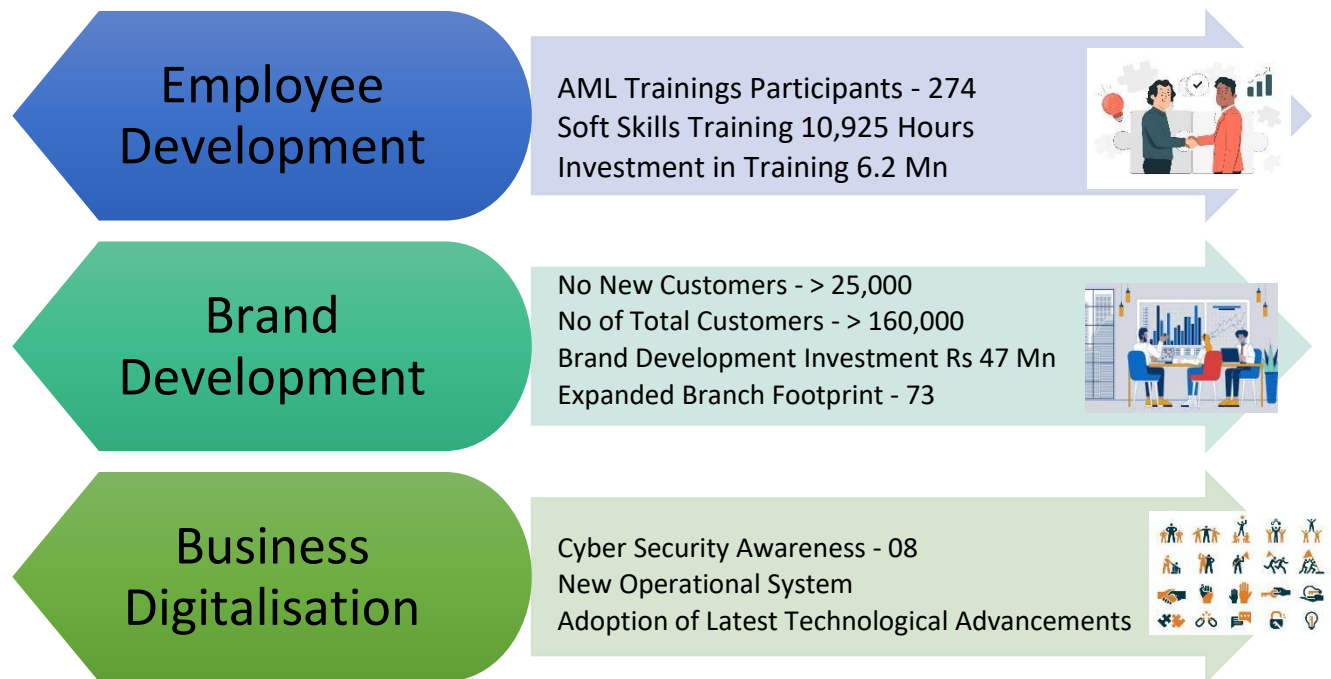 Employee
Development
AML Trainings Participants - 274
Soft Skills Training 10,925 Hours
Investment in Training 6.2 Mn
Brand
Development
No New Customers - > 25,000
No of Total Customers - > 160,000
Brand Development Investment Rs 47 Mn
Expanded Branch Footprint - 73
Business
Digitalisation
Cyber Security Awareness - 08
New Operational System
Adoption of Latest Technological Advancements